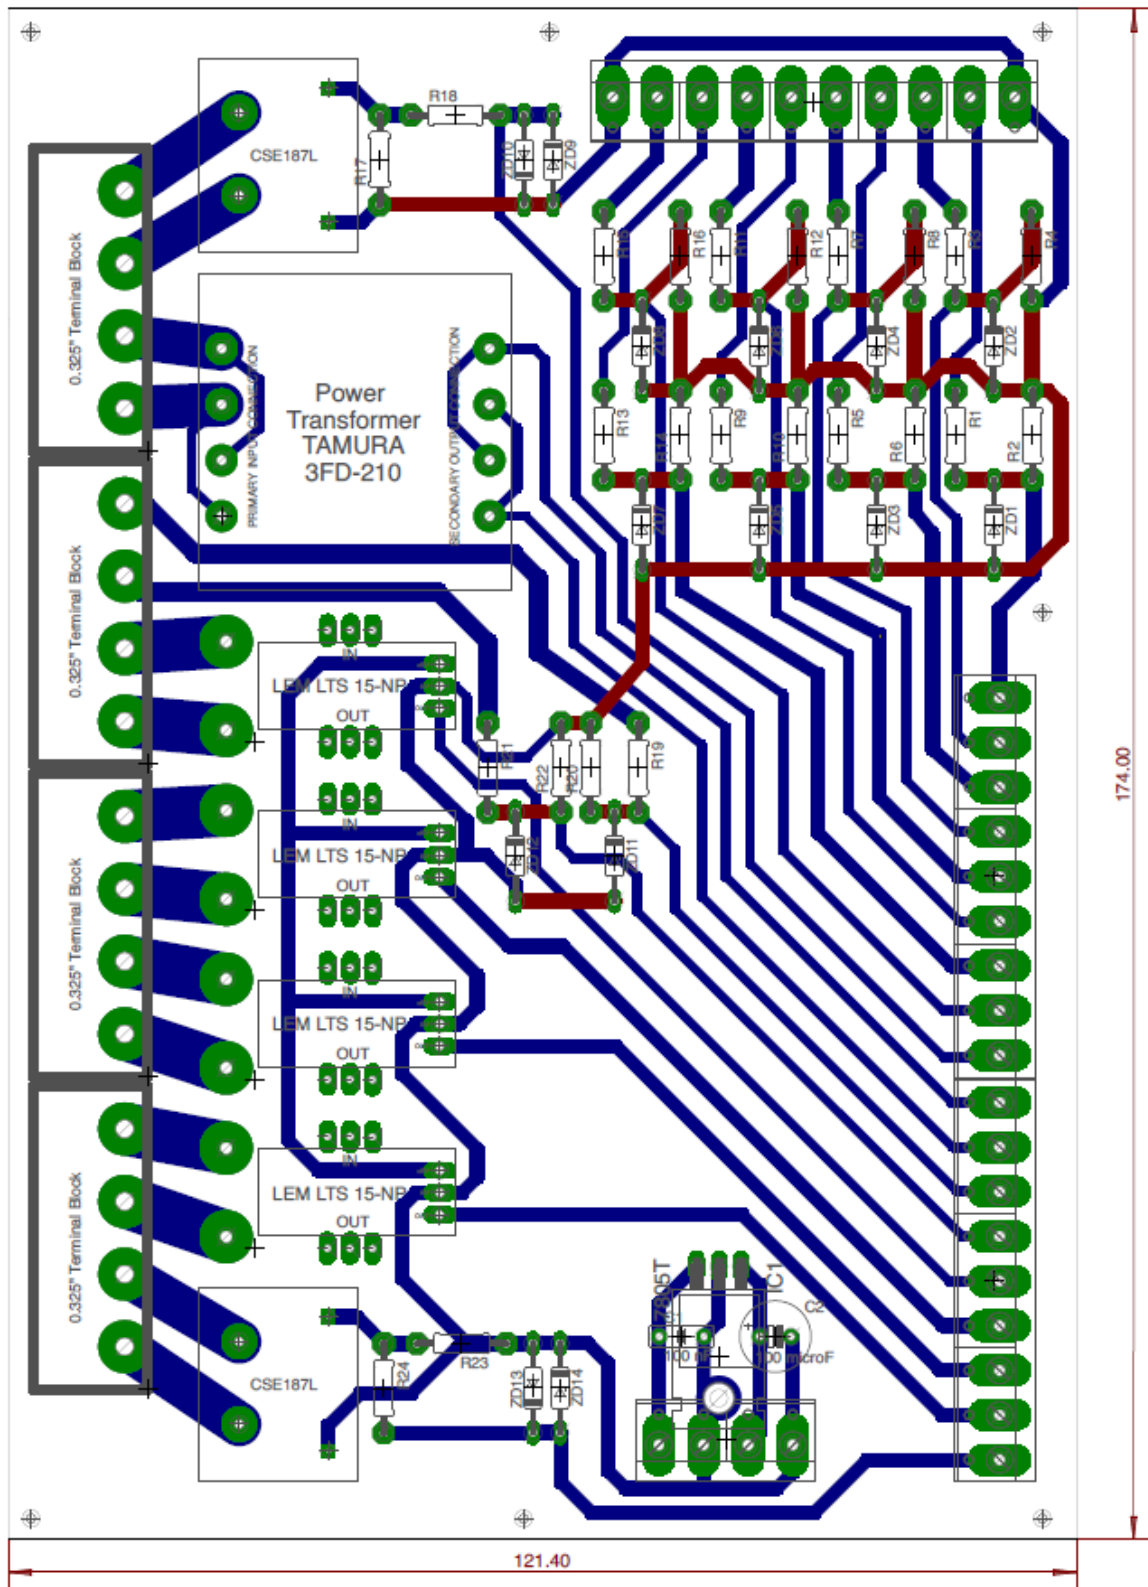 R18
CSE187L
R17
ZD10
ZD9
0.325" Terminal Block
R15
R16
R11
R12
R7
R8
R3
R4
ZD8
ZD6
ZD4
ZD2
PRIMARY INPUT CONNECTION
Power
Transformer
TAMURA
3FD-210
SECONDARY OUTPUT CONNECTION
R13
R14
R9
R10
R5
R6
R1
R2
ZD7
ZD5
ZD3
ZD1
0.325" Terminal Block
IN
LEM LTS 15-NP
OUT
R21
R22
R20
R19
174.00
IN
LEM LTS 15-NP
OUT
ZD12
ZD11
0.325" Terminal Block
IN
LEM LTS 15-NP
OUT
IN
LEM LTS 15-NP
OUT
0.325" Terminal Block
7805T
IC1
C2
100 microF
R23
R24
CSE187L
ZD13
ZD14
121.40